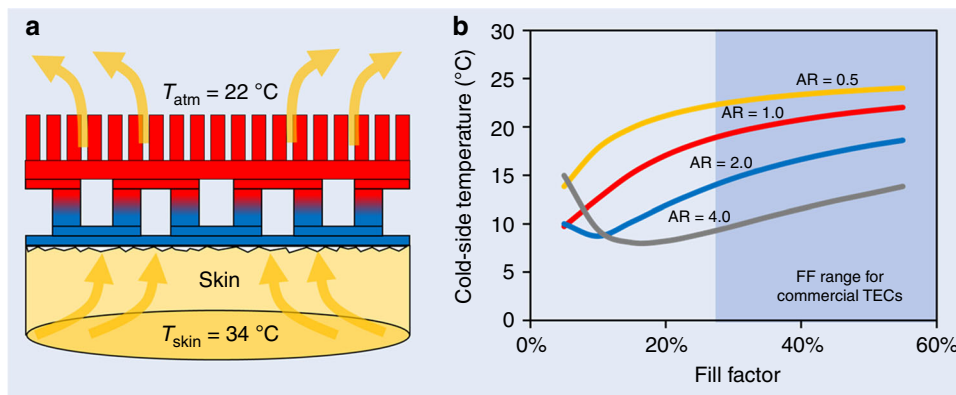 a
T_atm = 22 °C
Skin
T_skin = 34 °C
b
30
25
20
15
10
5
0
Cold-side temperature (°C)
AR = 0.5
AR = 1.0
AR = 2.0
AR = 4.0
FF range for
commercial TECs
0%
20%
40%
60%
Fill factor